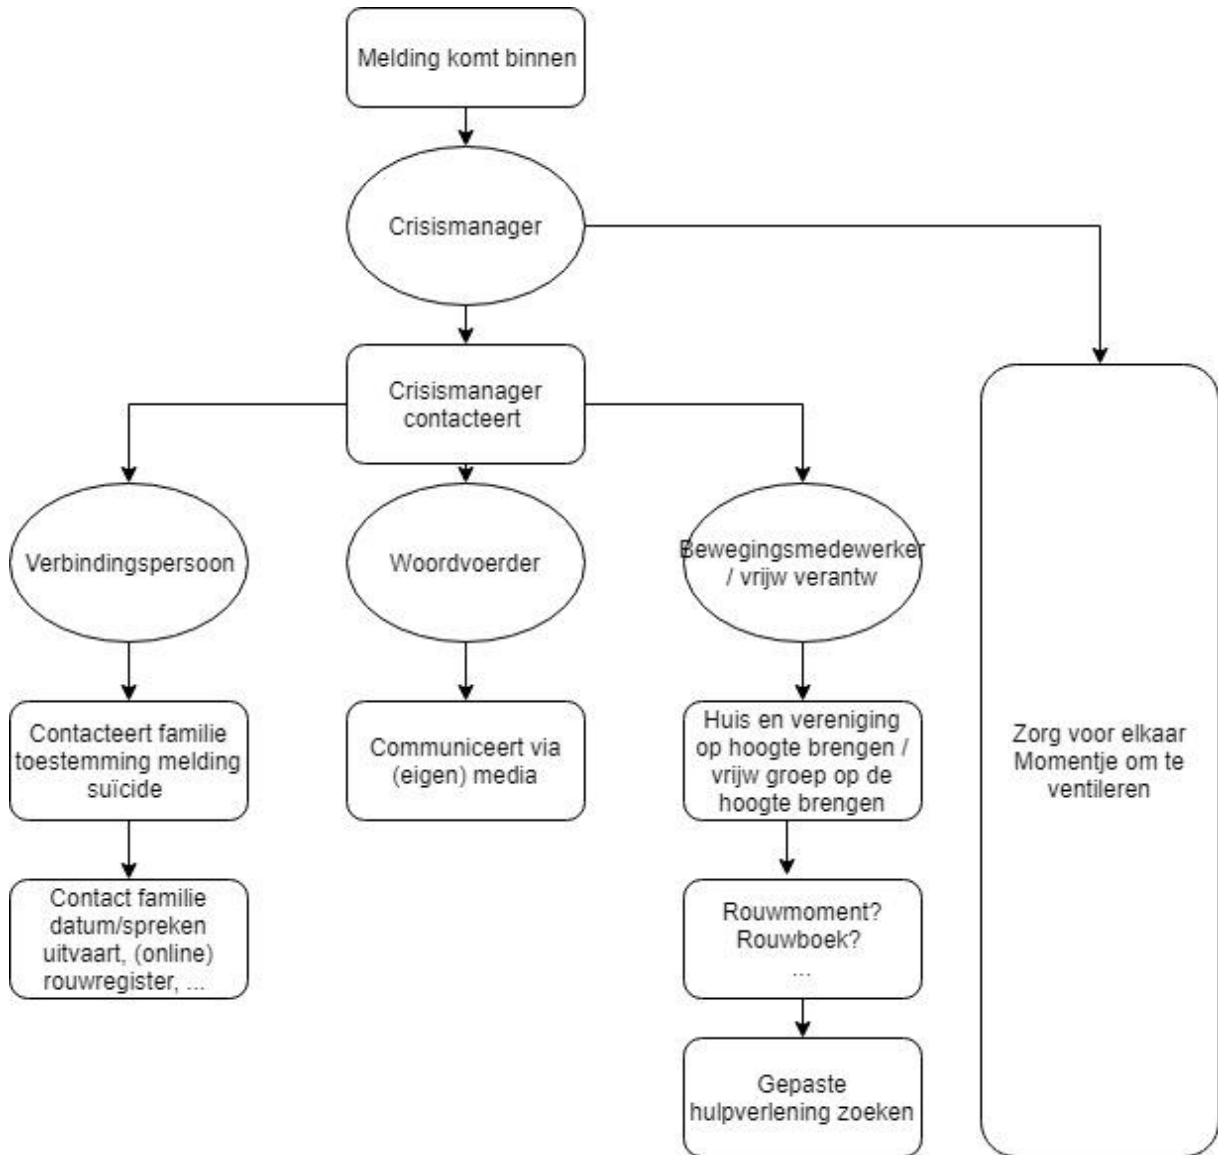 Melding komt binnen
Crisismanager
Crisismanager
contacteert
Verbindingspersoon
Woordvoerder
Bewegingsmedewerker
/ vrijw verantw
Contacteert familie
toestemming melding
suïcide
Communiceert via
(eigen) media
Huis en vereniging
op hoogte brengen /
vrijw groep op de
hoogte brengen
Zorg voor elkaar
Momentje om te
ventileren
Contact familie
datum/spreken
uitvaart, (online)
rouwregister, ...
Rouwmoment?
Rouwboek?
...
Gepaste
hulpverlening zoeken